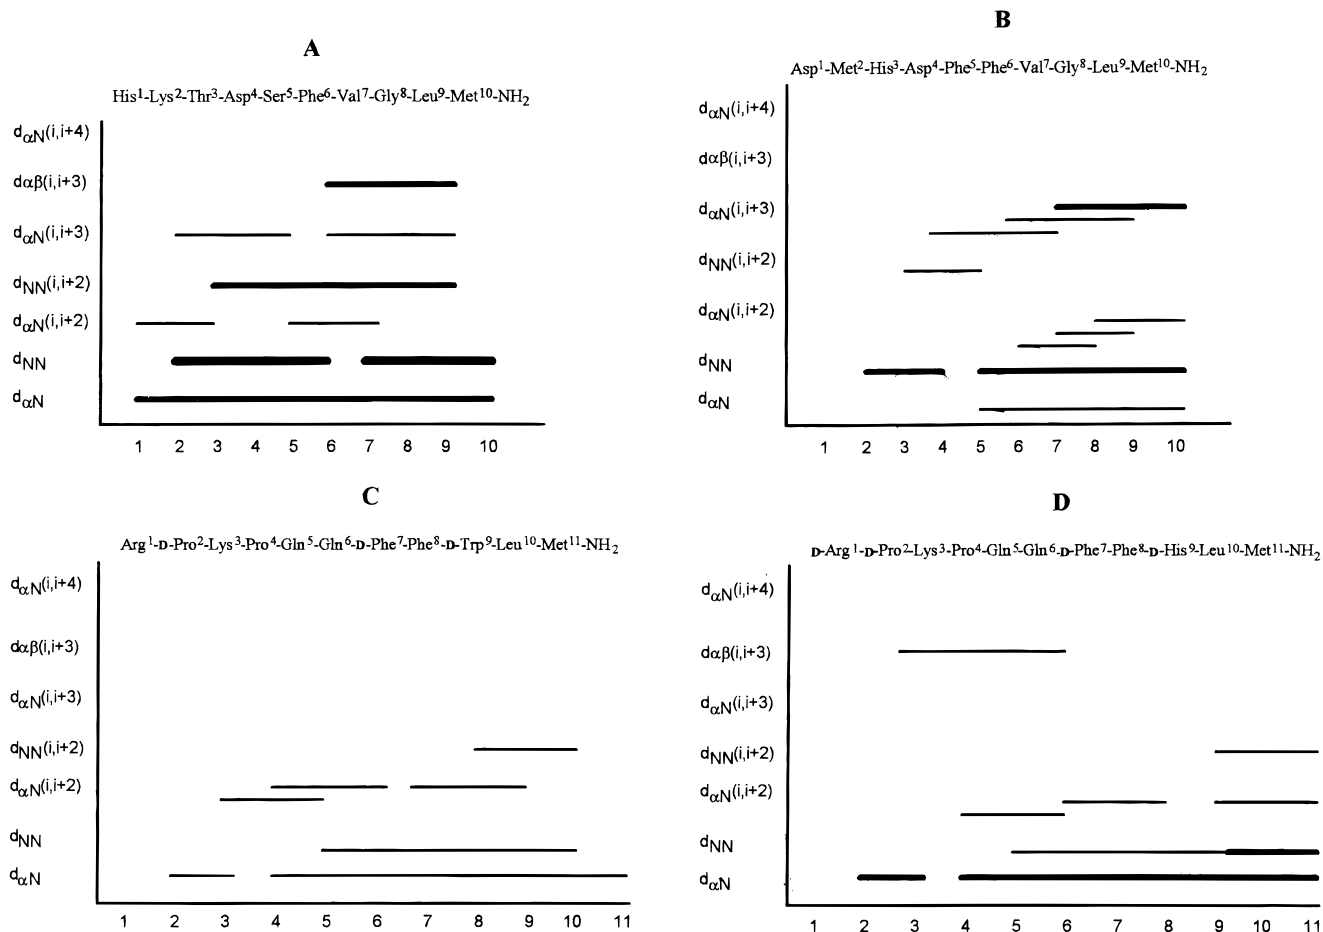 A
His1-Lys2-Thr3-Asp4-Ser5-Phe6-Val7-Gly8-Leu9-Met10-NH2
dαN(i,i+4)
dαβ(i,i+3)
dαN(i,i+3)
dNN(i,i+2)
dαN(i,i+2)
dNN
dαN
1 2 3 4 5 6 7 8 9 10
B
Asp1-Met2-His3-Asp4-Phe5-Phe6-Val7-Gly8-Leu9-Met10-NH2
dαN(i,i+4)
dαβ(i,i+3)
dαN(i,i+3)
dNN(i,i+2)
dαN(i,i+2)
dNN
dαN
1 2 3 4 5 6 7 8 9 10
C
Arg1-D-Pro2-Lys3-Pro4-Gln5-Gln6-D-Phe7-Phe8-D-Trp9-Leu10-Met11-NH2
dαN(i,i+4)
dαβ(i,i+3)
dαN(i,i+3)
dNN(i,i+2)
dαN(i,i+2)
dNN
dαN
1 2 3 4 5 6 7 8 9 10 11
D
D-Arg1-D-Pro2-Lys3-Pro4-Gln5-Gln6-D-Phe7-Phe8-D-His9-Leu10-Met11-NH2
dαN(i,i+4)
dαβ(i,i+3)
dαN(i,i+3)
dNN(i,i+2)
dαN(i,i+2)
dNN
dαN
1 2 3 4 5 6 7 8 9 10 11